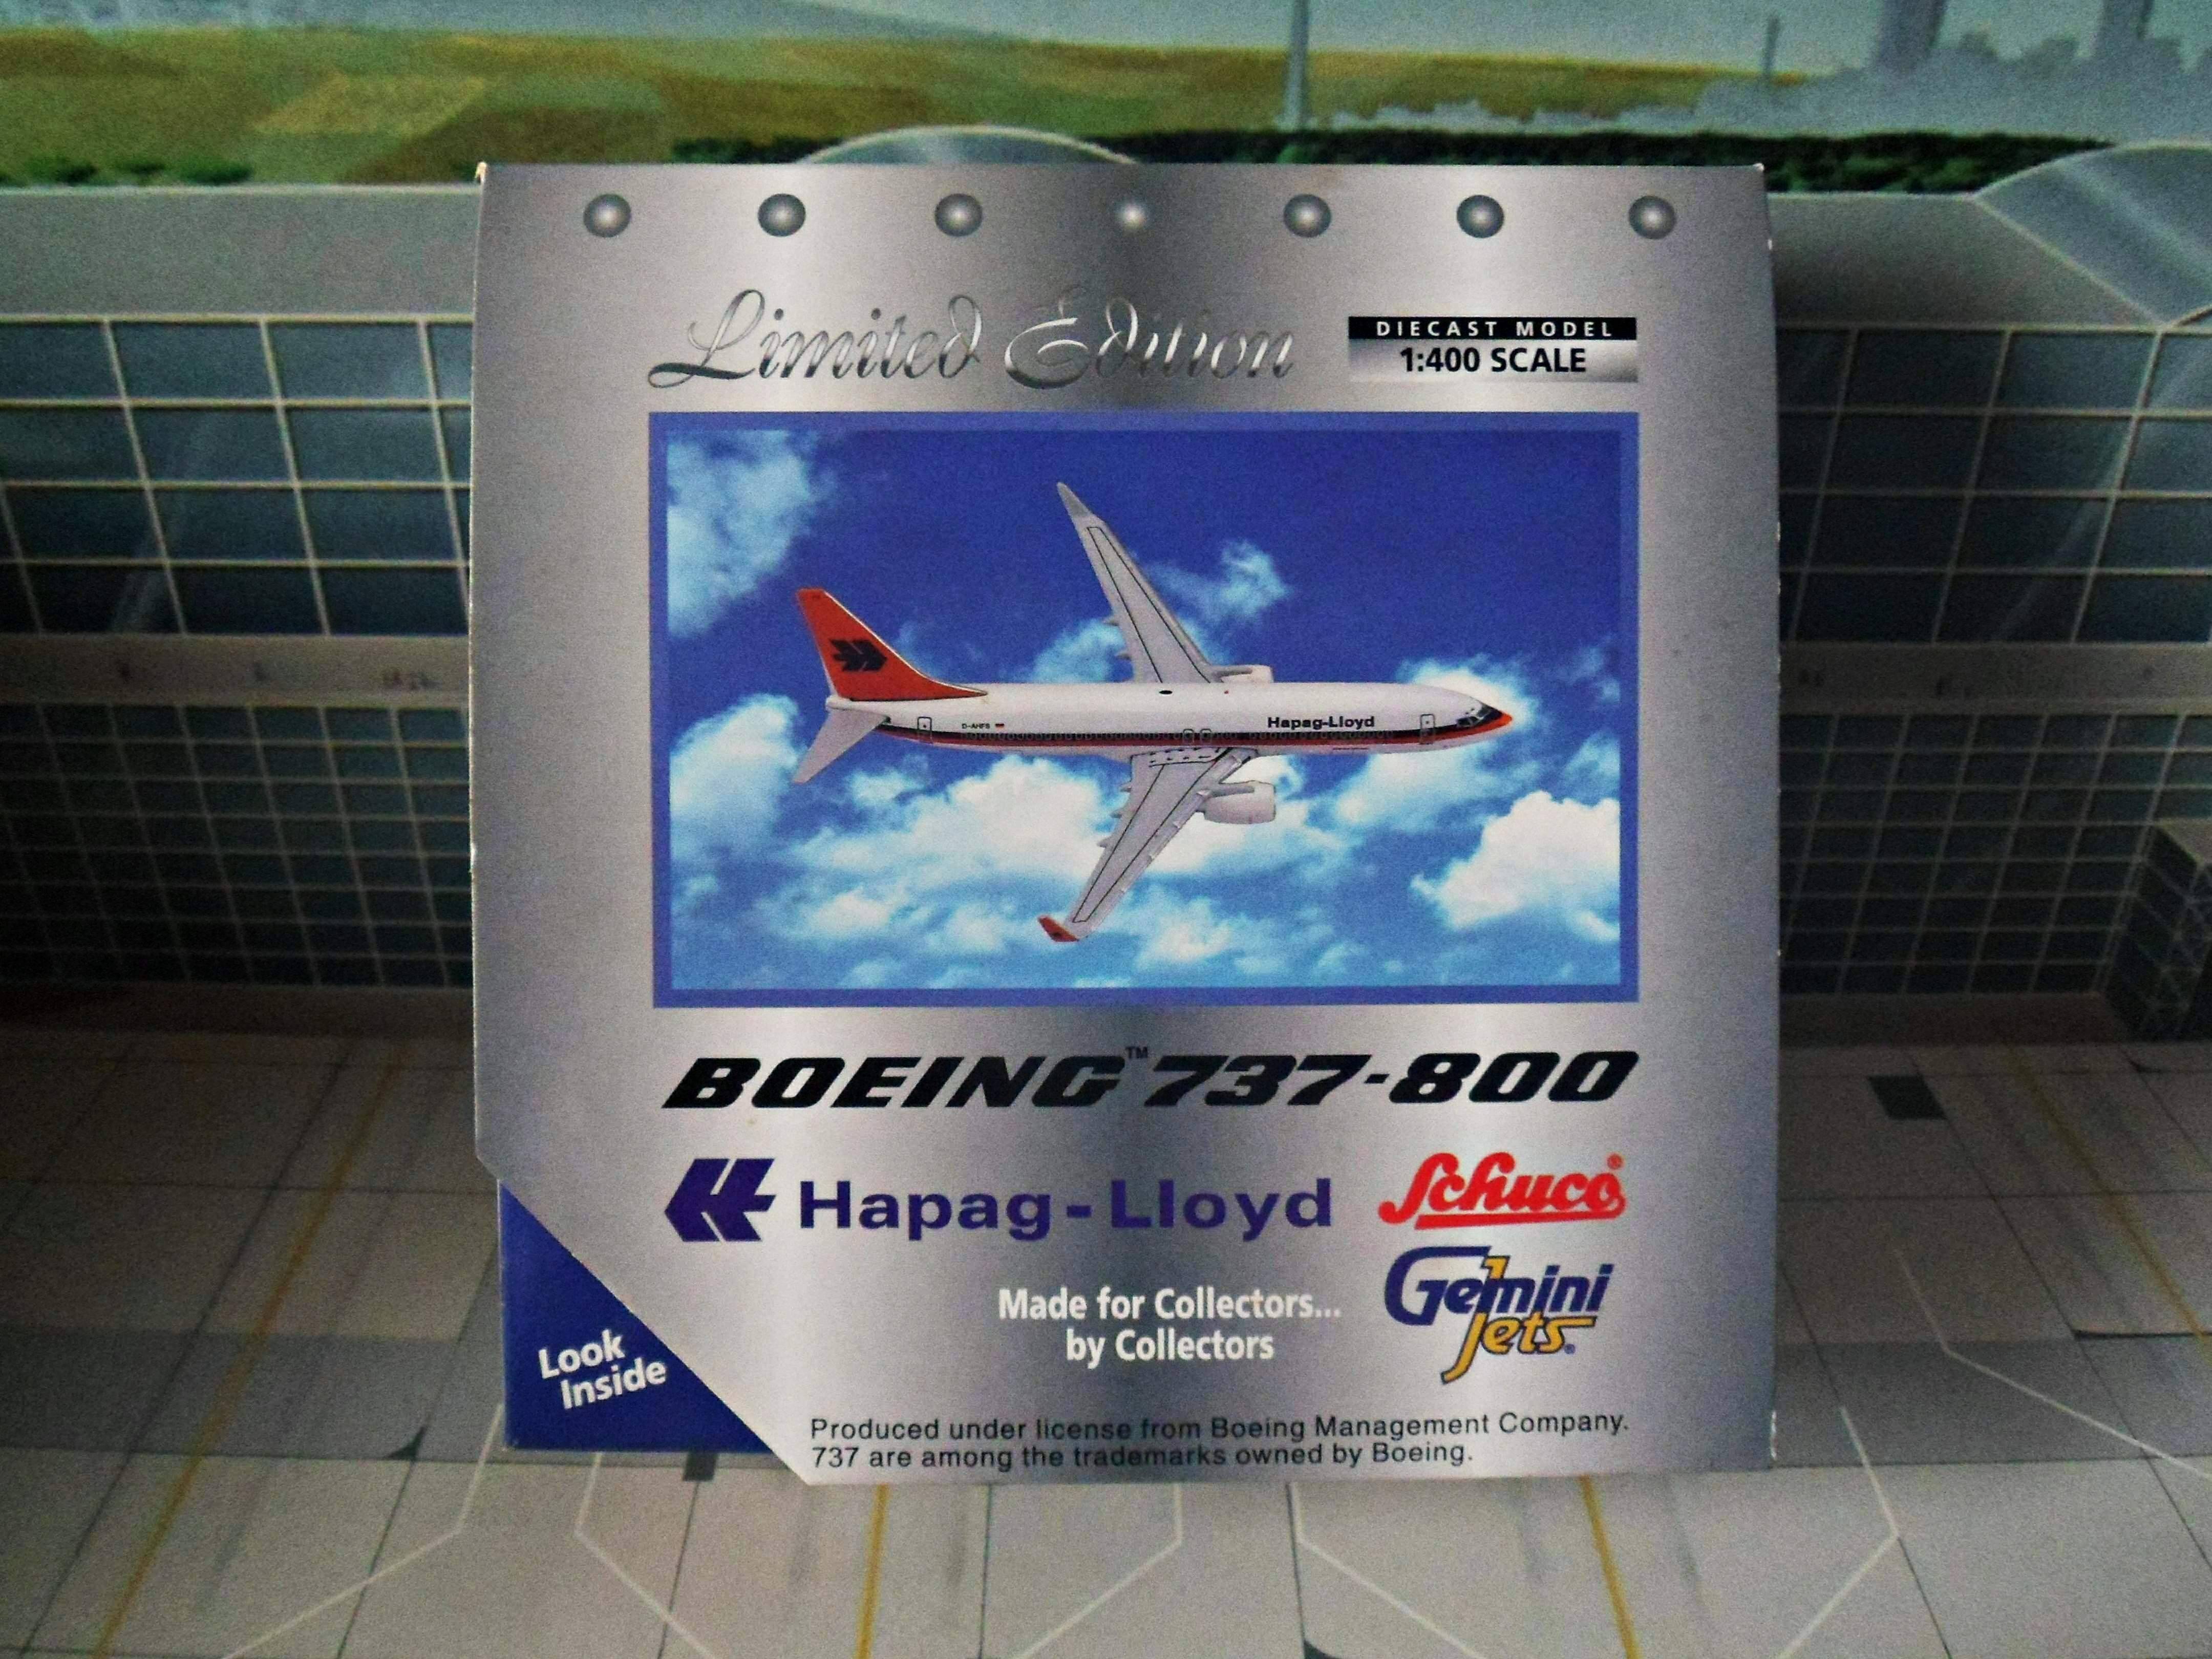 Limited Edition
DIECAST MODEL
1:400 SCALE
Hapag-Lloyd
BOEING™ 737-800
Hapag-Lloyd
Schuco®
Made for Collectors...
by Collectors
Gemini
Jets®
Look
Inside
Produced under license from Boeing Management Company.
737 are among the trademarks owned by Boeing.